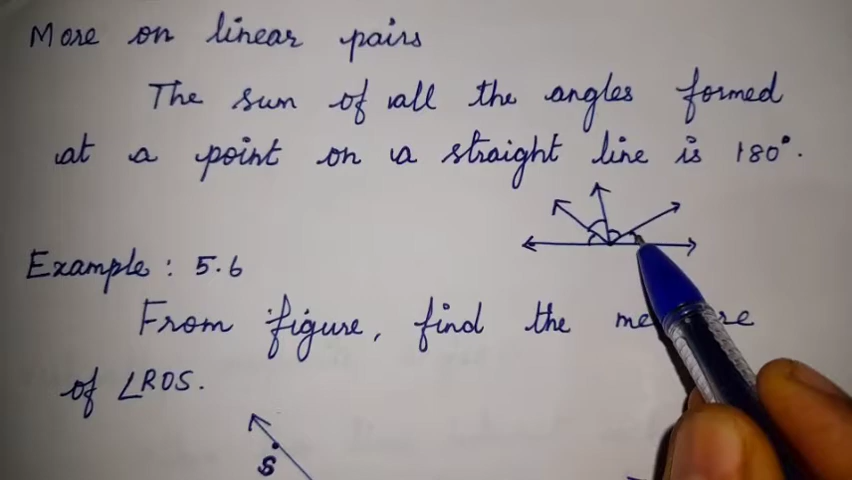 More on linear pairs
The sum of all the angles formed
at a point on a straight line is 180°.
Example : 5.6
From figure, find the
of ∠ROS.
S